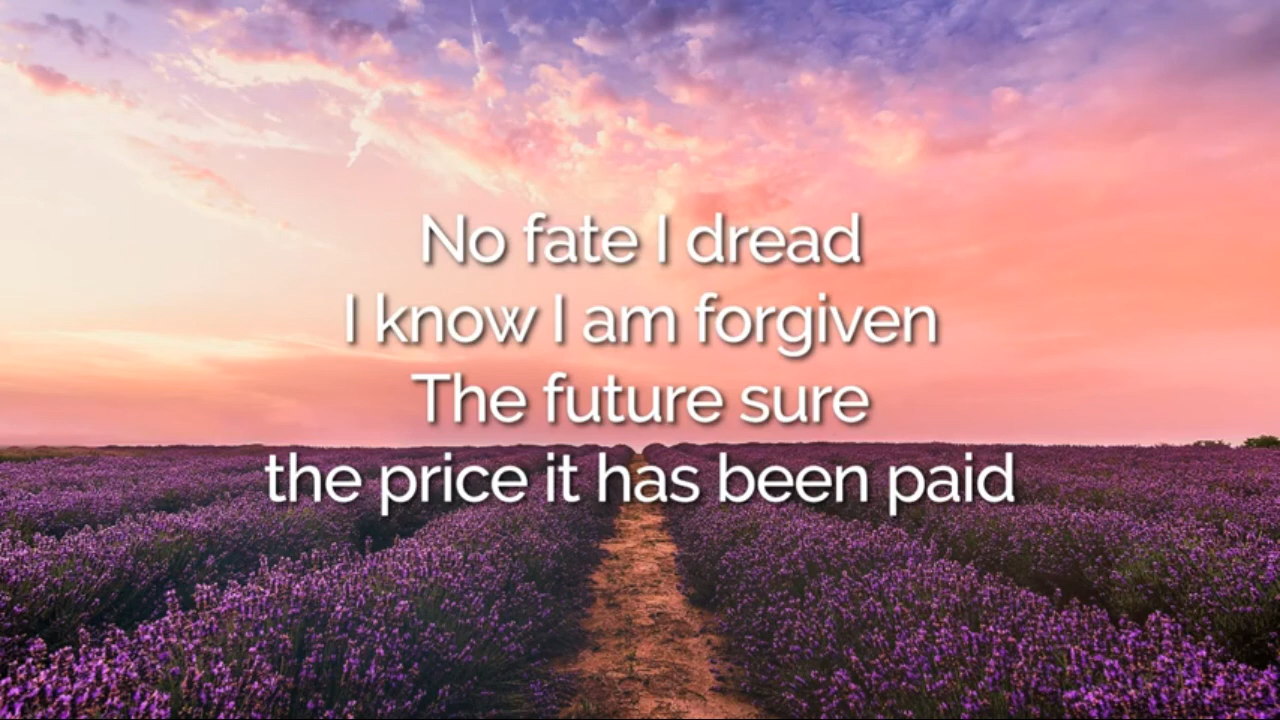 No fate I dread
I know I am forgiven
The future sure
the price it has been paid